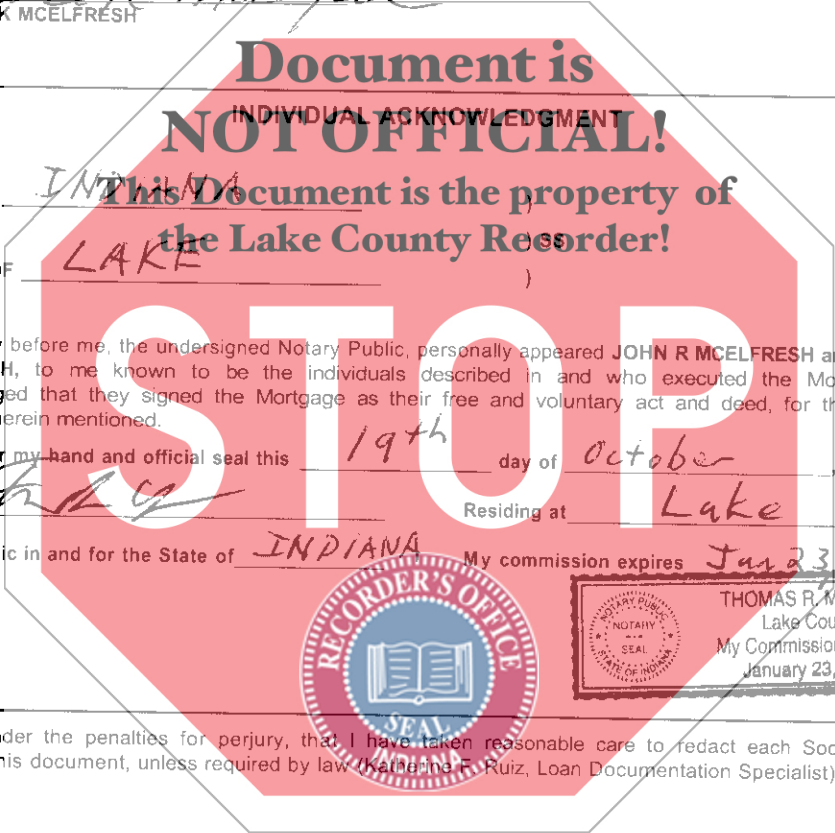 K MCELFRESH
Document is
INDIVIDUAL ACKNOWLEDGMENT
NOT OFFICIAL!
INDIANA )
This Document is the property of
the Lake County Recorder!
) SS
F LAKE )
STOP
before me, the undersigned Notary Public, personally appeared JOHN R MCELFRESH an
H, to me known to be the individuals described in and who executed the Mo
ged that they signed the Mortgage as their free and voluntary act and deed, for th
erein mentioned.
r my hand and official seal this 19th day of October
Residing at Lake
ic in and for the State of INDIANA My commission expires Jan 23,
THOMAS R. M
Lake Cou
My Commission
January 23,
NOTARY PUBLIC
NOTARY
SEAL
STATE OF INDIANA
RECORDER'S OFFICE
SEAL
der the penalties for perjury, that I have taken reasonable care to redact each Soc
his document, unless required by law (Katherine F. Ruiz, Loan Documentation Specialist)